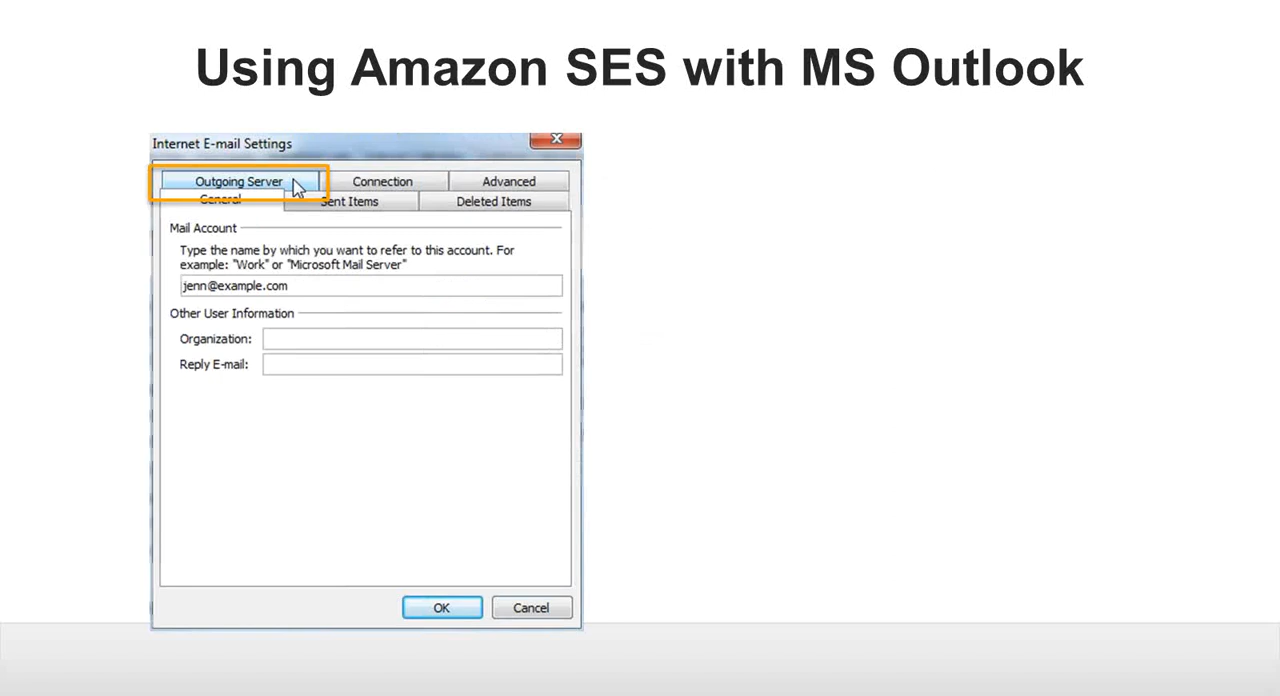 Using Amazon SES with MS Outlook
Internet E-mail Settings
Outgoing Server Connection Advanced
General Sent Items Deleted Items
Mail Account
Type the name by which you want to refer to this account. For
example: "Work" or "Microsoft Mail Server"
jenn@example.com
Other User Information
Organization:
Reply E-mail:
OK Cancel